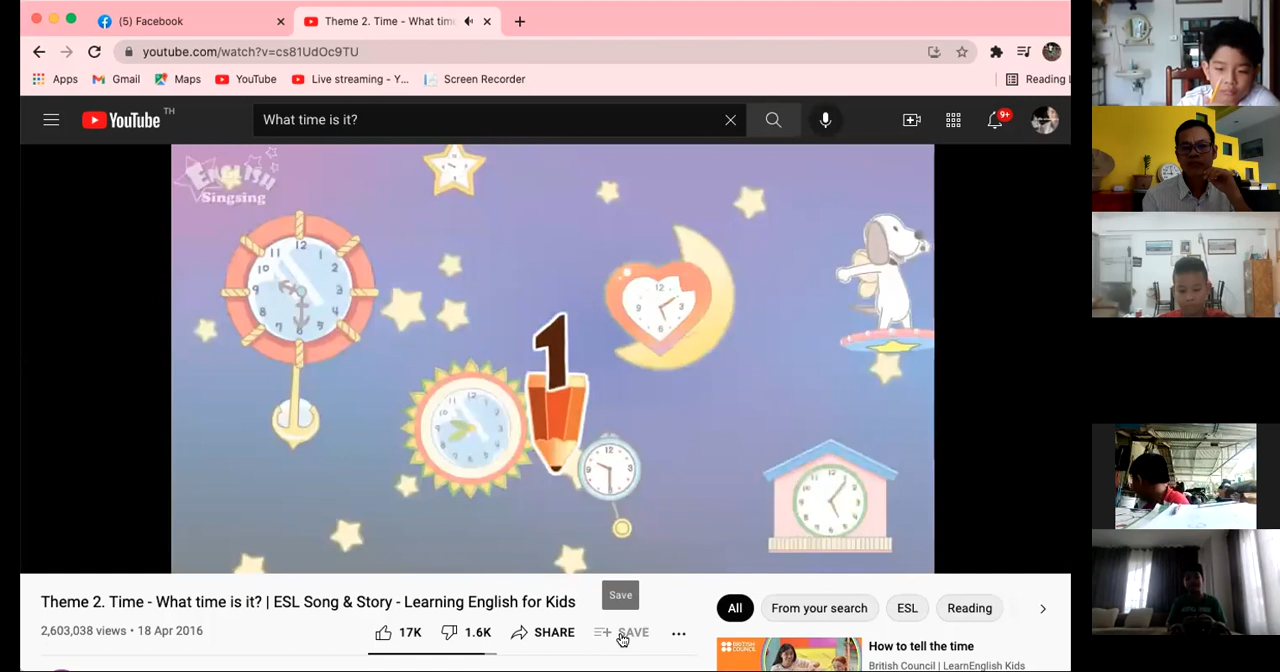 (5) Facebook
Theme 2. Time - What time
youtube.com/watch?v=cs81UdOc9TU
Apps Gmail Maps YouTube Live streaming - Y... Screen Recorder Reading
YouTube TH
What time is it?
9+
ENGLISH
Singsing
1
Theme 2. Time - What time is it? | ESL Song & Story - Learning English for Kids
Save
2,603,038 views • 18 Apr 2016
17K 1.6K SHARE SAVE
All From your search ESL Reading
BRITISH
COUNCIL
How to tell the time
British Council | LearnEnglish Kids